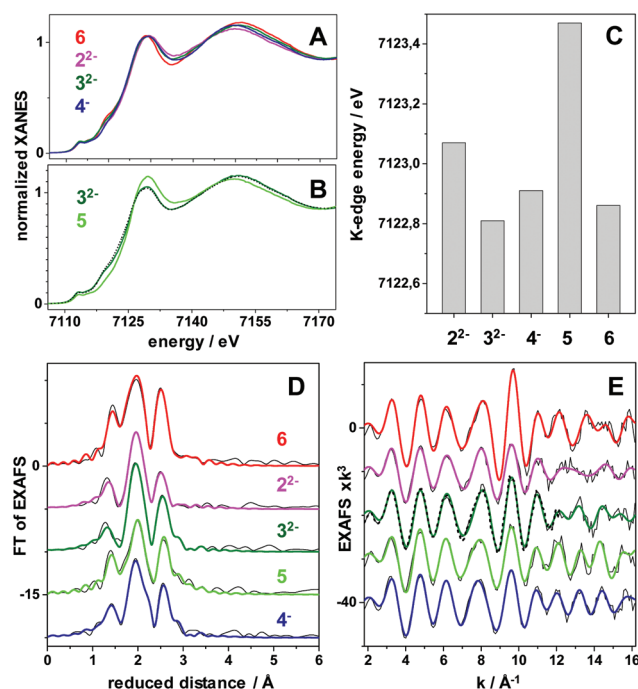 A
6
2²⁻
3²⁻
4⁻
1
0
normalized XANES
B
3²⁻
5
1
0
7110 7125 7140 7155 7170
energy / eV
C
K-edge energy / eV
7123,4
7123,2
7123,0
7122,8
7122,6
2²⁻ 3²⁻ 4⁻ 5 6
D
6
2²⁻
3²⁻
5
4⁻
FT of EXAFS
0
-15
0 1 2 3 4 5 6
reduced distance / Å
E
EXAFS xk³
0
-40
2 4 6 8 10 12 14 16
k / Å⁻¹